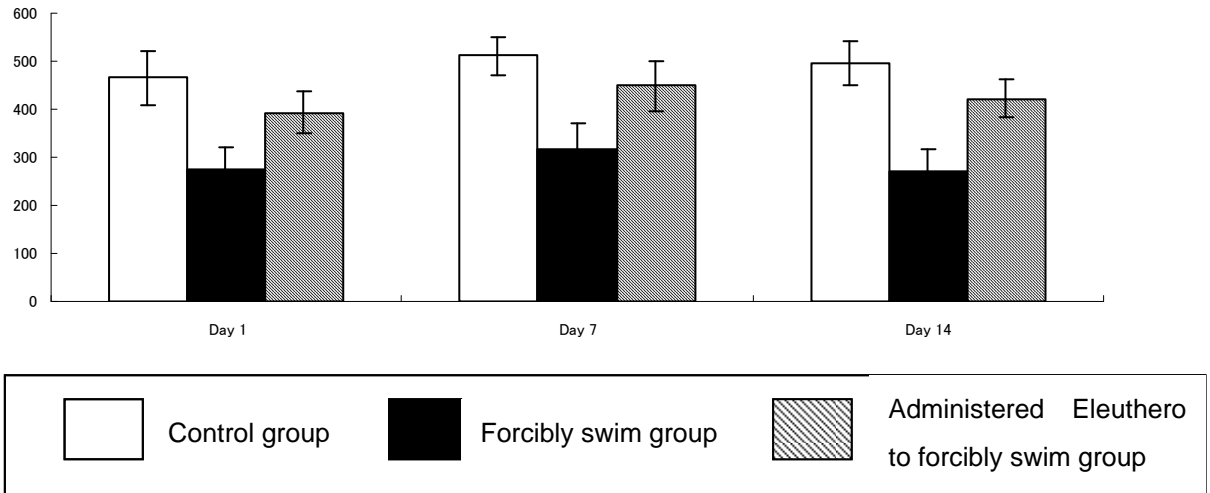 600
500
400
300
200
100
0
Day 1
Day 7
Day 14
Control group
Forcibly swim group
Administered Eleuthero
to forcibly swim group